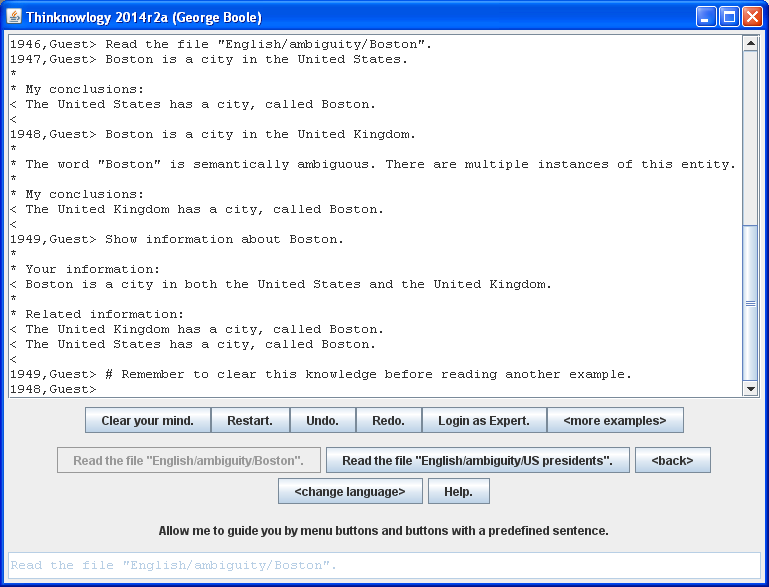 Thinknowlogy 2014r2a (George Boole)
1946,Guest> Read the file "English/ambiguity/Boston".
1947,Guest> Boston is a city in the United States.
*
* My conclusions:
< The United States has a city, called Boston.
<
1948,Guest> Boston is a city in the United Kingdom.
*
* The word "Boston" is semantically ambiguous. There are multiple instances of this entity.
*
* My conclusions:
< The United Kingdom has a city, called Boston.
<
1949,Guest> Show information about Boston.
*
* Your information:
< Boston is a city in both the United States and the United Kingdom.
*
* Related information:
< The United Kingdom has a city, called Boston.
< The United States has a city, called Boston.
<
1949,Guest> # Remember to clear this knowledge before reading another example.
1948,Guest>
Clear your mind. Restart. Undo. Redo. Login as Expert. <more examples>
Read the file "English/ambiguity/Boston". Read the file "English/ambiguity/US presidents". <back>
<change language> Help.
Allow me to guide you by menu buttons and buttons with a predefined sentence.
Read the file "English/ambiguity/Boston".